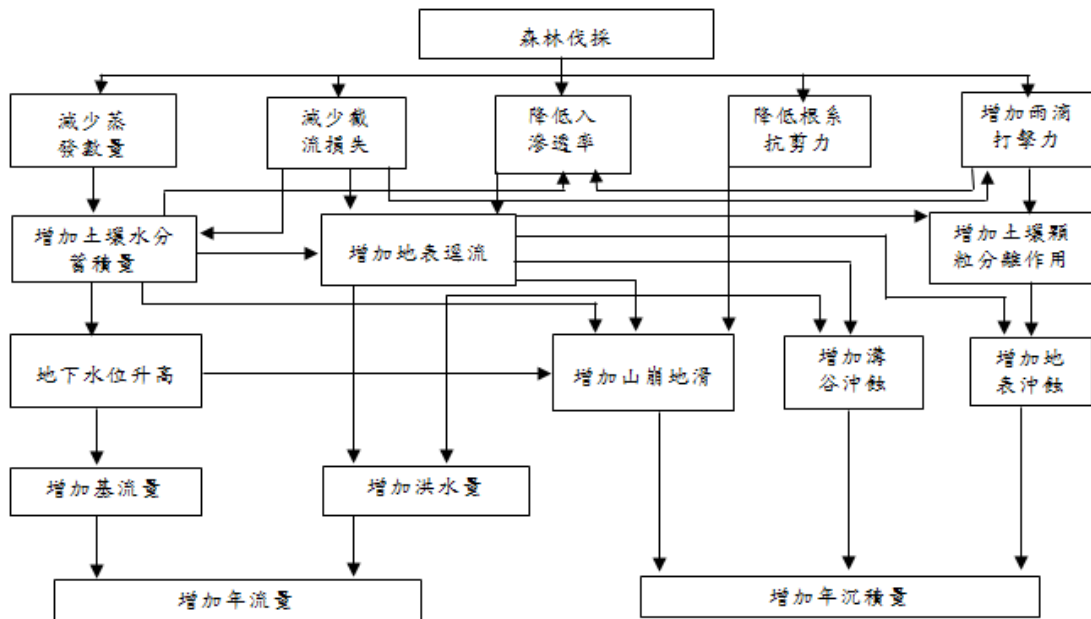 森林伐採
減少蒸
發散量
減少截
流損失
降低入
滲透率
降低根系
抗剪力
增加雨滴
打擊力
增加土壤水分
蓄積量
增加地表逕流
增加土壤顆
粒分離作用
地下水位升高
增加山崩地滑
增加溝
谷沖蝕
增加地
表沖蝕
增加基流量
增加洪水量
增加年流量
增加年沉積量